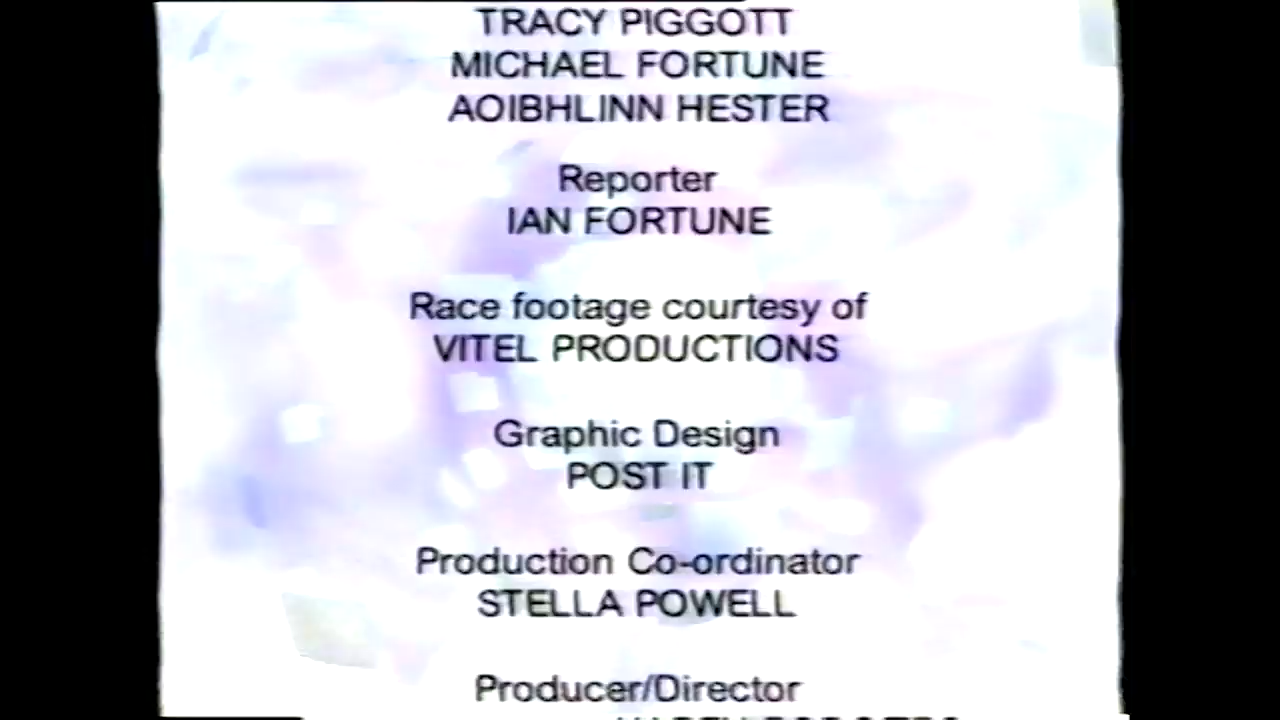 TRACY PIGGOTT
MICHAEL FORTUNE
AOIBHLINN HESTER
Reporter
IAN FORTUNE
Race footage courtesy of
VITEL PRODUCTIONS
Graphic Design
POST IT
Production Co-ordinator
STELLA POWELL
Producer/Director